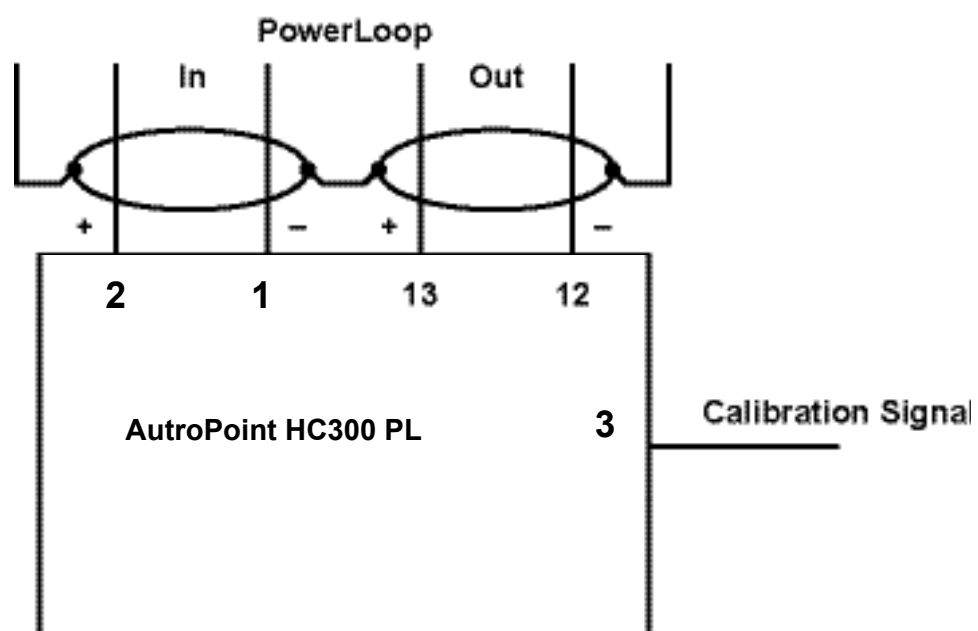 PowerLoop
In Out
+ – + –
2 1 13 12
AutroPoint HC300 PL
3
Calibration Signal